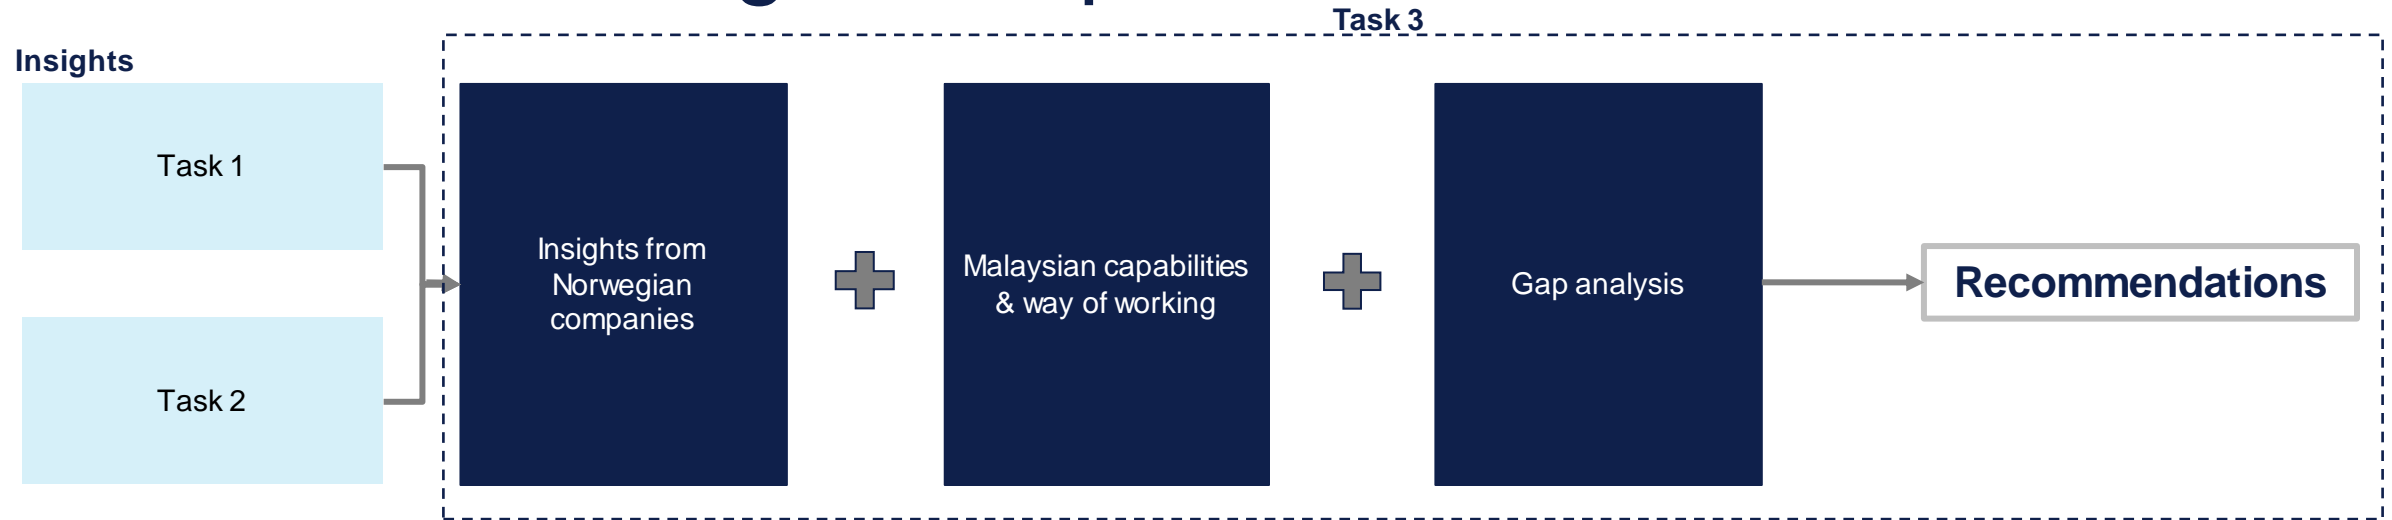 Task 3
Insights
Task 1
Task 2
Insights from
Norwegian
companies
Malaysian capabilities
& way of working
Gap analysis
Recommendations